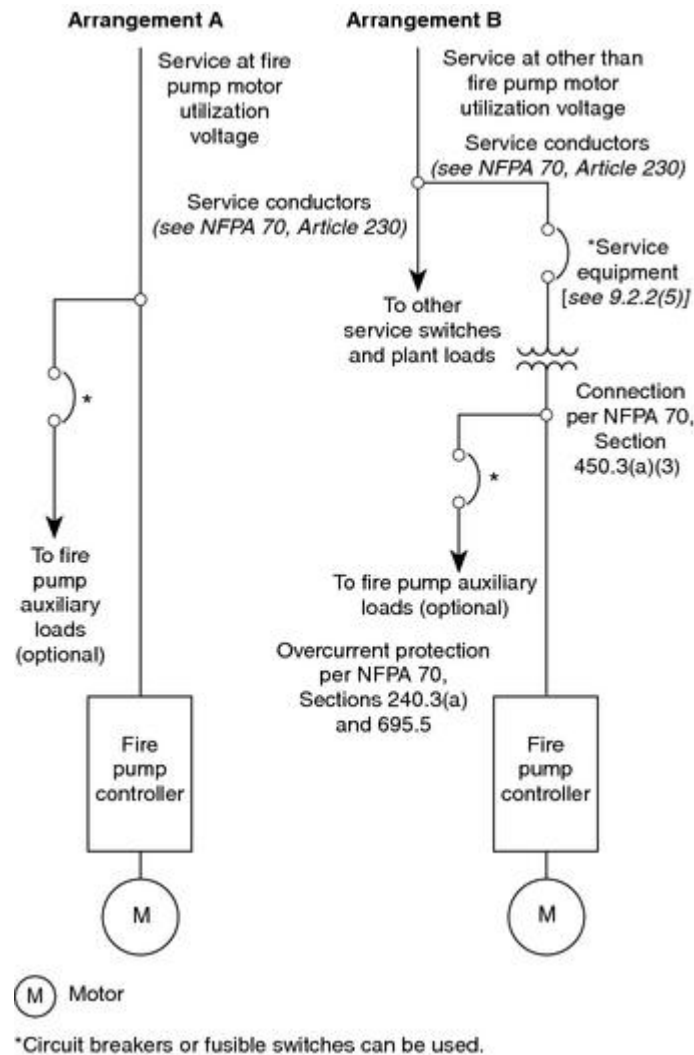 Arrangement A
Service at fire
pump motor
utilization
voltage
Service conductors
(see NFPA 70, Article 230)
*
To fire
pump
auxiliary
loads
(optional)
Fire
pump
controller
M
Arrangement B
Service at other than
fire pump motor
utilization voltage
Service conductors
(see NFPA 70, Article 230)
*Service
equipment
[see 9.2.2(5)]
To other
service switches
and plant loads
Connection
per NFPA 70,
Section
450.3(a)(3)
*
To fire pump auxiliary
loads (optional)
Overcurrent protection
per NFPA 70,
Sections 240.3(a)
and 695.5
Fire
pump
controller
M
M Motor
*Circuit breakers or fusible switches can be used.